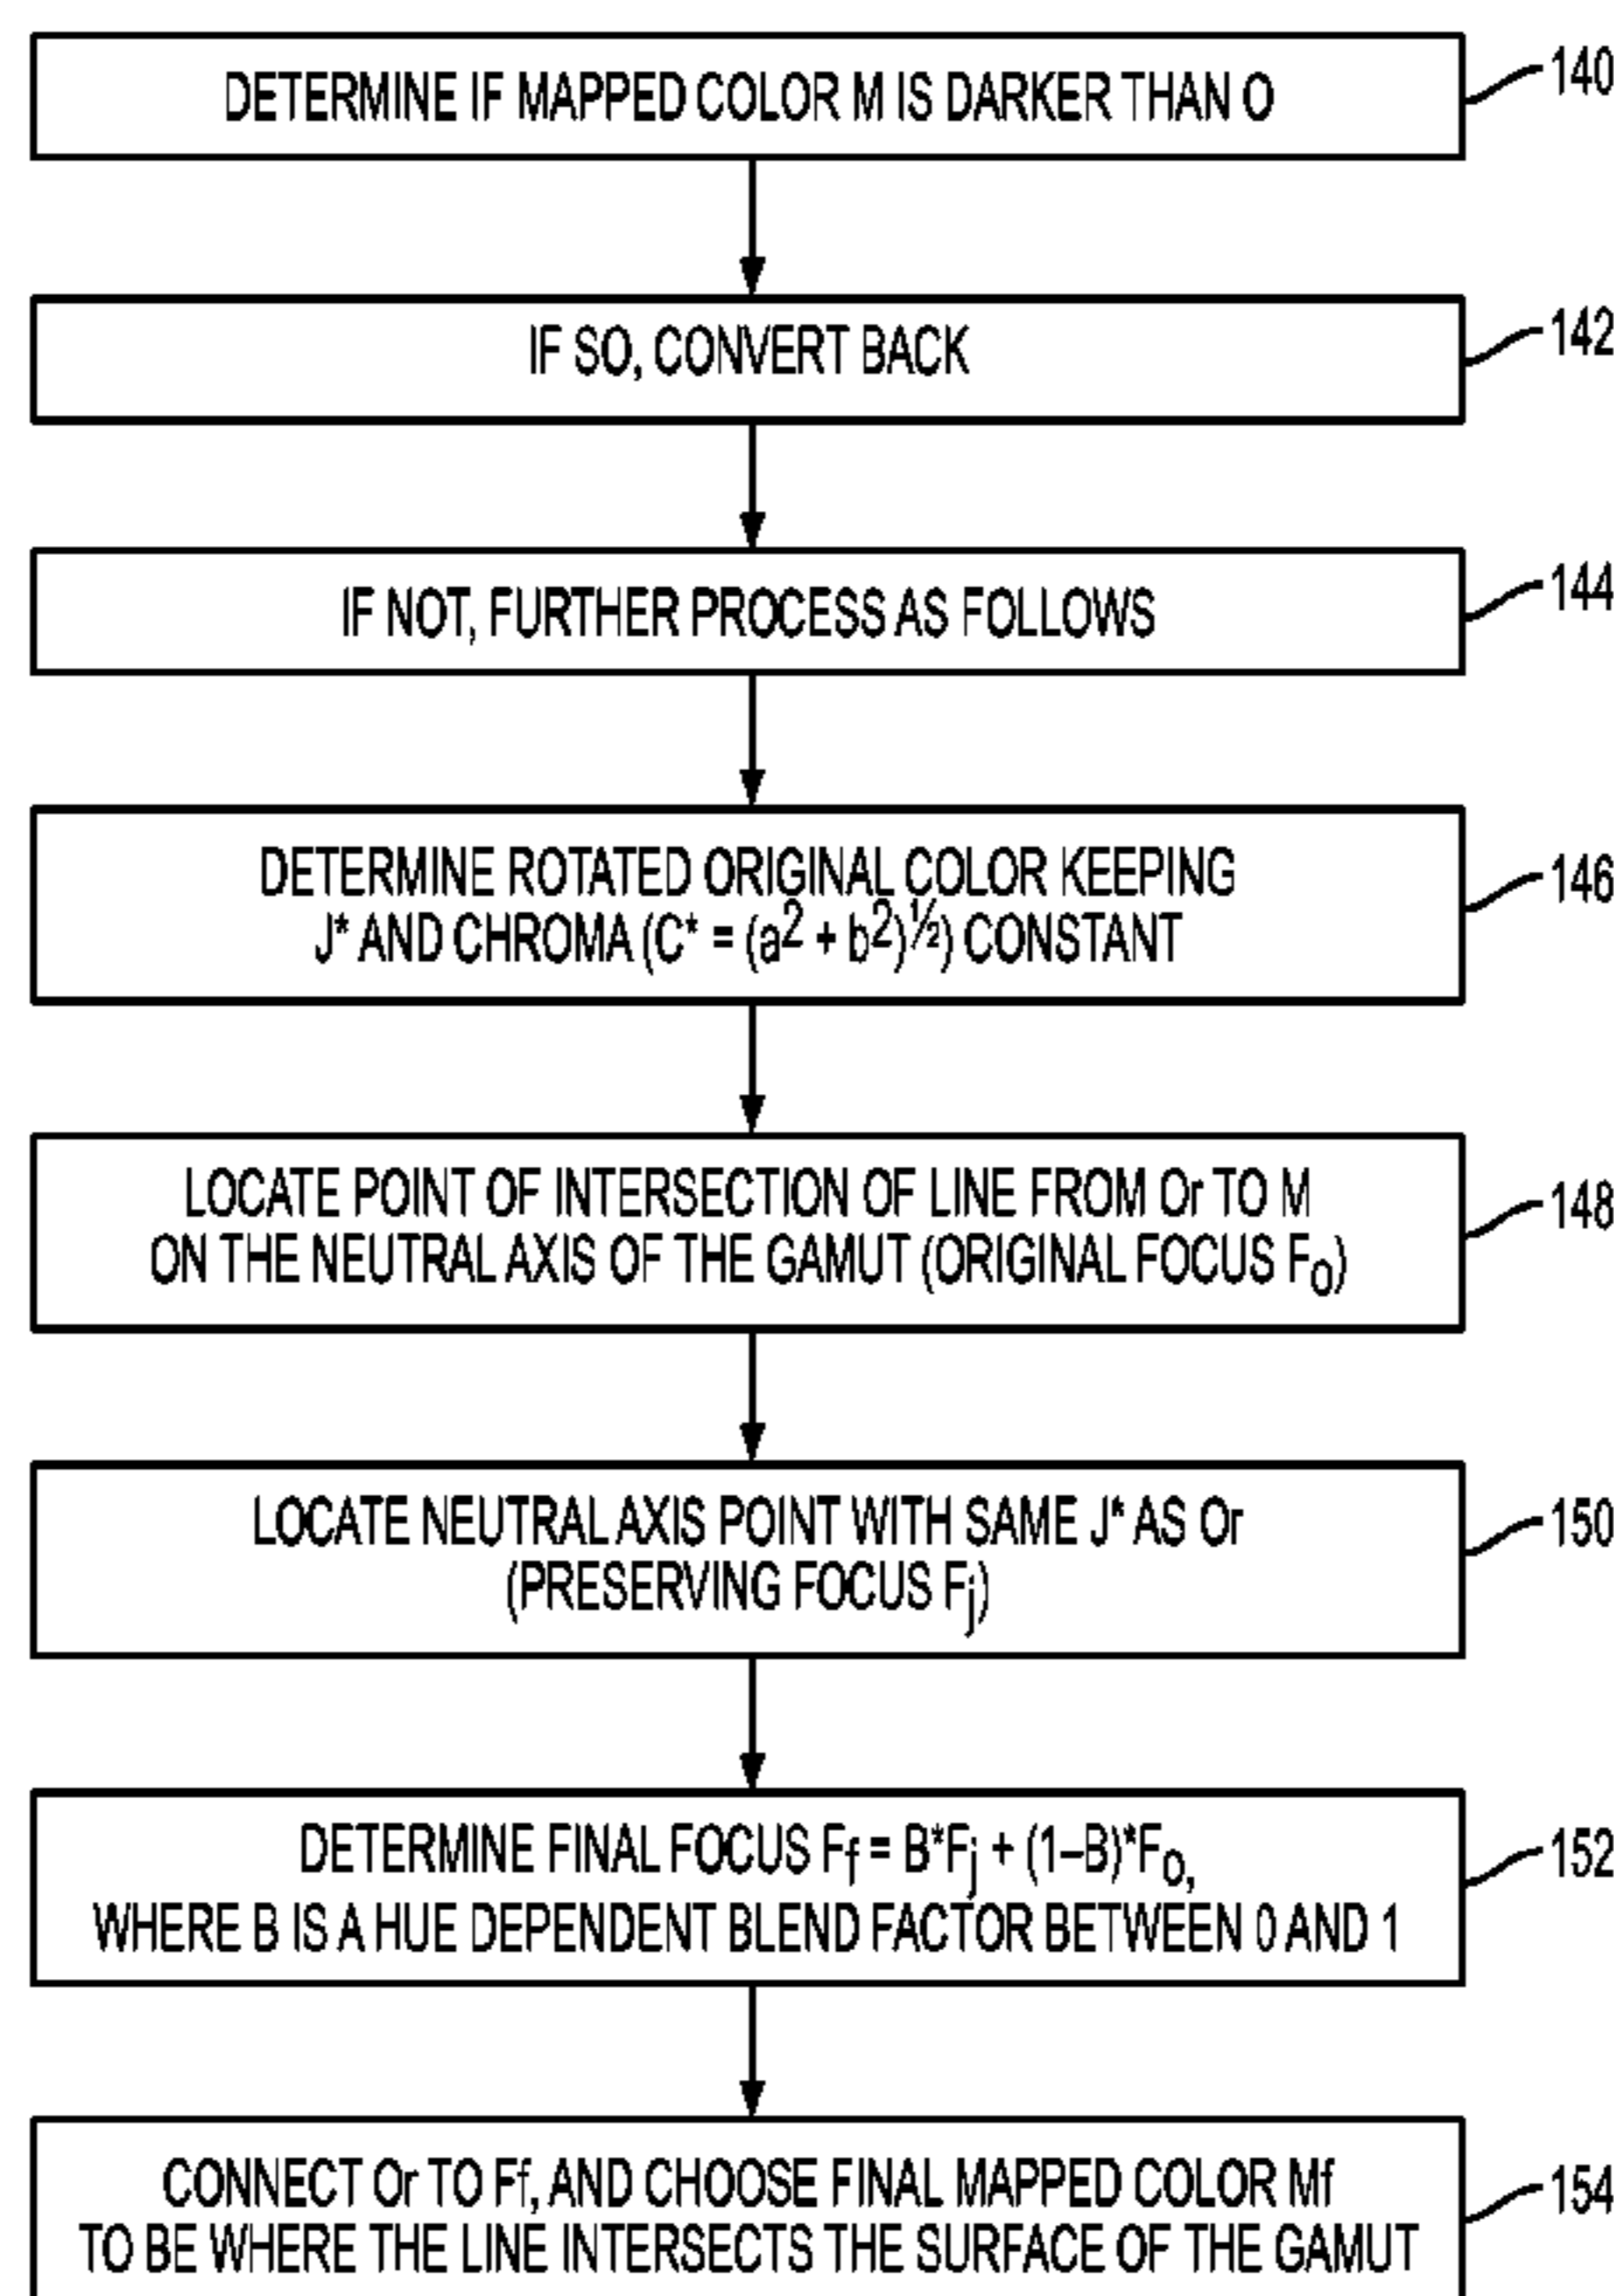 DETERMINE IF MAPPED COLOR M IS DARKER THAN O
140
IF SO, CONVERT BACK
142
IF NOT, FURTHER PROCESS AS FOLLOWS
144
DETERMINE ROTATED ORIGINAL COLOR KEEPING
J* AND CHROMA (C* = (a² + b²)½) CONSTANT
146
LOCATE POINT OF INTERSECTION OF LINE FROM Or TO M
ON THE NEUTRAL AXIS OF THE GAMUT (ORIGINAL FOCUS Fo)
148
LOCATE NEUTRAL AXIS POINT WITH SAME J* AS Or
(PRESERVING FOCUS Fj)
150
DETERMINE FINAL FOCUS Ff = B*Fj + (1–B)*Fo,
WHERE B IS A HUE DEPENDENT BLEND FACTOR BETWEEN 0 AND 1
152
CONNECT Or TO Ff, AND CHOOSE FINAL MAPPED COLOR Mf
TO BE WHERE THE LINE INTERSECTS THE SURFACE OF THE GAMUT
154